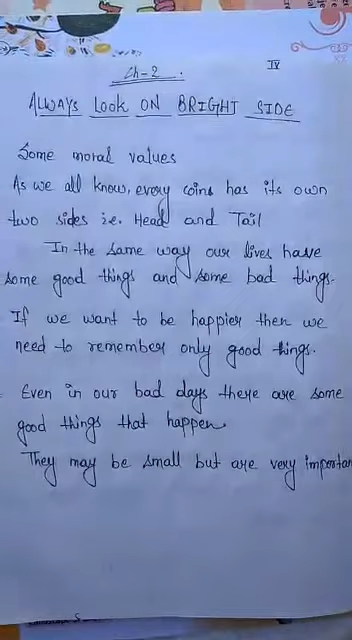 Ch-2.
IV
ALWAYS Look ON BRIGHT SIDE
Some moral values
As we all know, every coins has its own
two sides i.e. Head and Tail
In the same way our lives have
some good things and some bad things.
If we want to be happier then we
need to remember only good things.
Even in our bad days there are some
good things that happen.
They may be small but are very importan